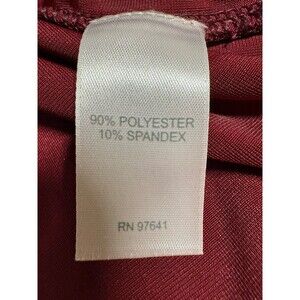 90% POLYESTER
10% SPANDEX
RN 97641